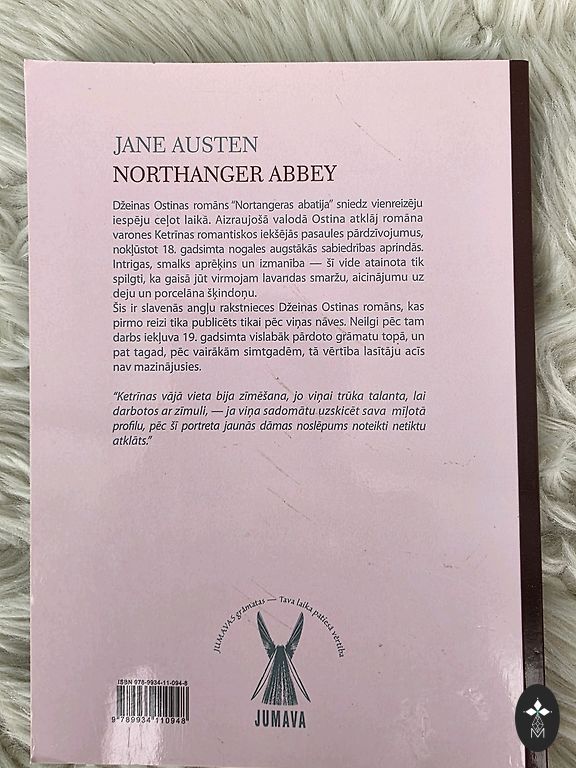 JANE AUSTEN
NORTHANGER ABBEY
Džeinas Ostinas romāns “Nortangeras abatija” sniedz vienreizēju
iespēju ceļot laikā. Aizraujošā valodā Ostina atklāj romāna
varones Ketrīnas romantiskos iekšējās pasaules pārdzīvojumus,
nokļūstot 18. gadsimta nogales augstākās sabiedrības aprindās.
Intrigas, smalks aprēķins un izmanība — šī vide atainota tik
spilgti, ka gaisā jūt virmojam lavandas smaržu, aicinājumu uz
deju un porcelāna šķindoņu.
Šis ir slavenās angļu rakstnieces Džeinas Ostinas romāns, kas
pirmo reizi tika publicēts tikai pēc viņas nāves. Neilgi pēc tam
darbs iekļuva 19. gadsimta vislabāk pārdoto grāmatu topā, un
pat tagad, pēc vairākām simtgadēm, tā vērtība lasītāju acīs
nav mazinājusies.
“Ketrīnas vājā vieta bija zīmēšana, jo viņai trūka talanta, lai
darbotos ar zīmuli, — ja viņa sadomātu uzskicēt sava mīļotā
profilu, pēc šī portreta jaunās dāmas noslēpums noteikti netiktu
atklāts.”
JUMAVAS grāmatas — Tava laika patiesā vērtība
JUMAVA
ISBN 978-9934-11-094-8
9 789934 110948